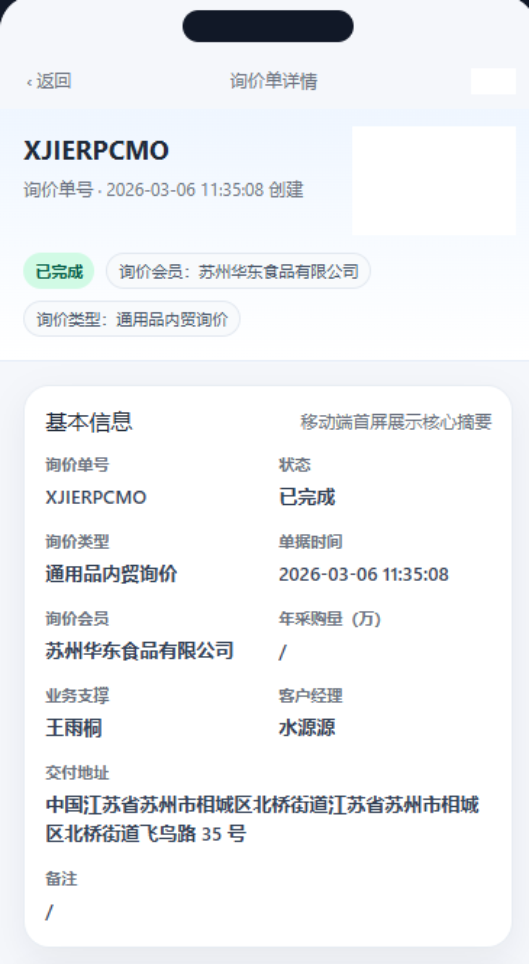 ‹ 返回
询价单详情
XJIERPCMO
询价单号 · 2026-03-06 11:35:08 创建
已完成
询价会员：苏州华东食品有限公司
询价类型：通用品内贸询价
基本信息
移动端首屏展示核心摘要
询价单号
状态
XJIERPCMO
已完成
询价类型
单据时间
通用品内贸询价
2026-03-06 11:35:08
询价会员
年采购量（万）
苏州华东食品有限公司
/
业务支撑
客户经理
王雨桐
水源源
交付地址
中国江苏省苏州市相城区北桥街道江苏省苏州市相城
区北桥街道飞鸟路 35 号
备注
/